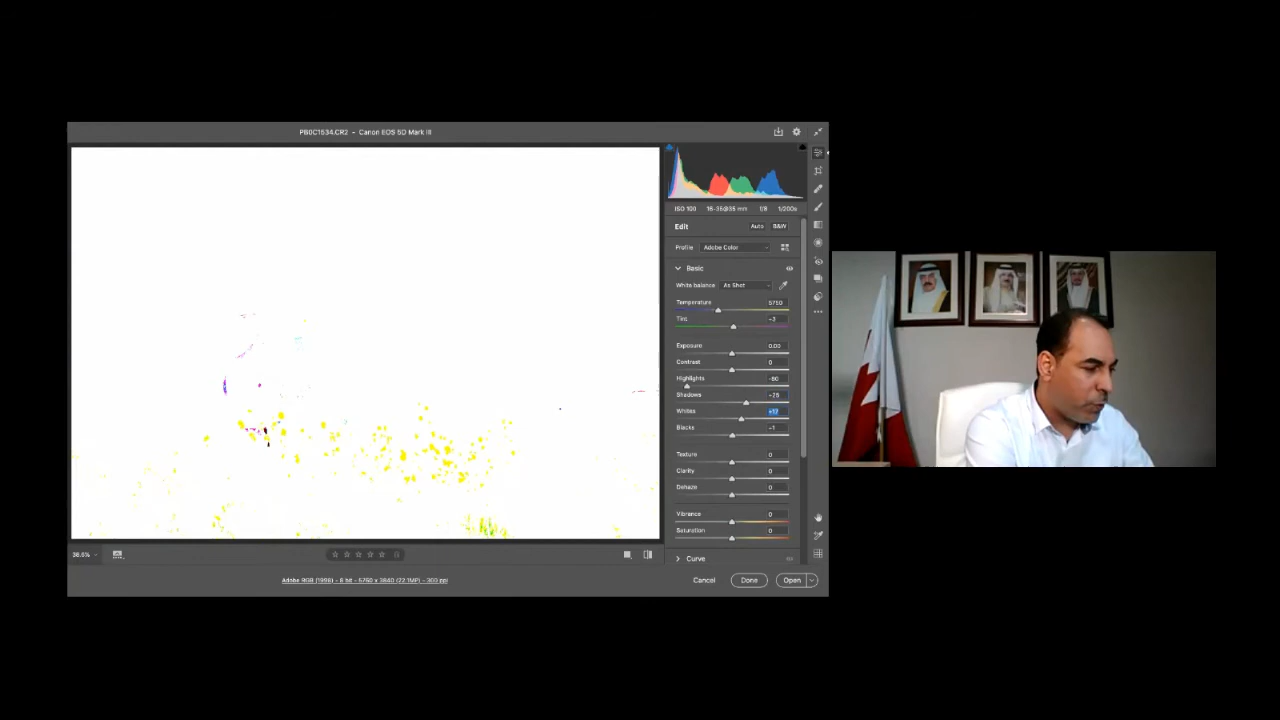 PB0C1534.CR2 - Canon EOS 5D Mark III
ISO 100 16-35@35 mm f/8 1/200s
Edit Auto B&W
Profile Adobe Color
Basic
White balance As Shot
Temperature 5750
Tint -3
Exposure 0.00
Contrast 0
Highlights -80
Shadows +25
Whites +17
Blacks -1
Texture 0
Clarity 0
Dehaze 0
Vibrance 0
Saturation 0
Curve
38.6%
Adobe RGB (1998) - 8 bit - 5760 x 3840 (22.1MP) - 300 ppi
Cancel Done Open